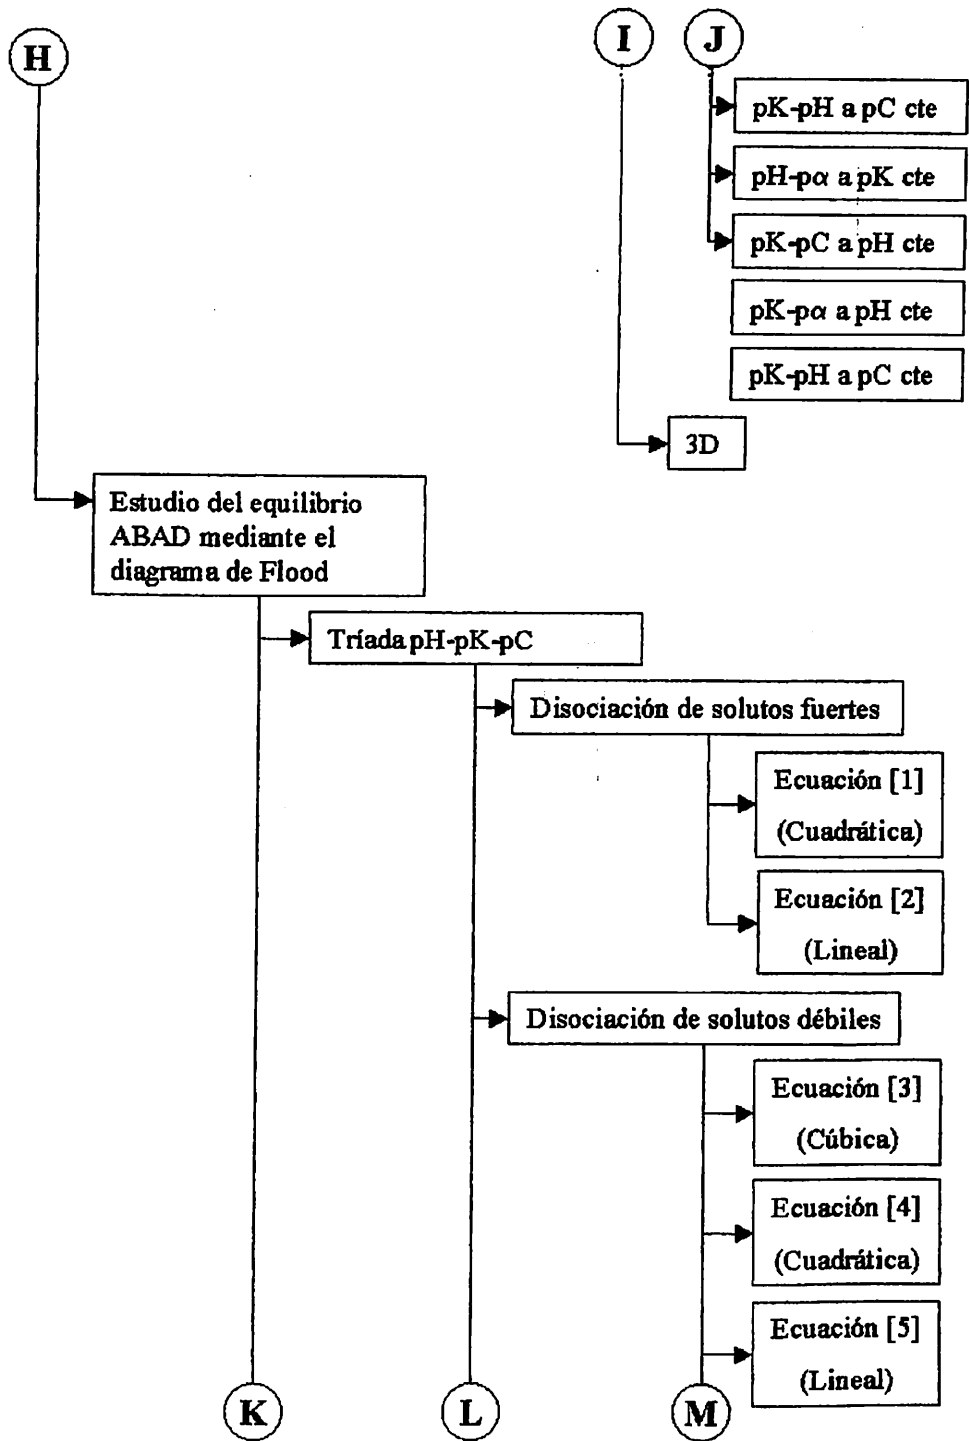 H
I
J
pK-pH a pC cte
pH-pα a pK cte
pK-pC a pH cte
pK-pα a pH cte
pK-pH a pC cte
3D
Estudio del equilibrio
ABAD mediante el
diagrama de Flood
Tríada pH-pK-pC
Disociación de solutos fuertes
Ecuación [1]
(Cuadrática)
Ecuación [2]
(Lineal)
Disociación de solutos débiles
Ecuación [3]
(Cúbica)
Ecuación [4]
(Cuadrática)
Ecuación [5]
(Lineal)
K
L
M